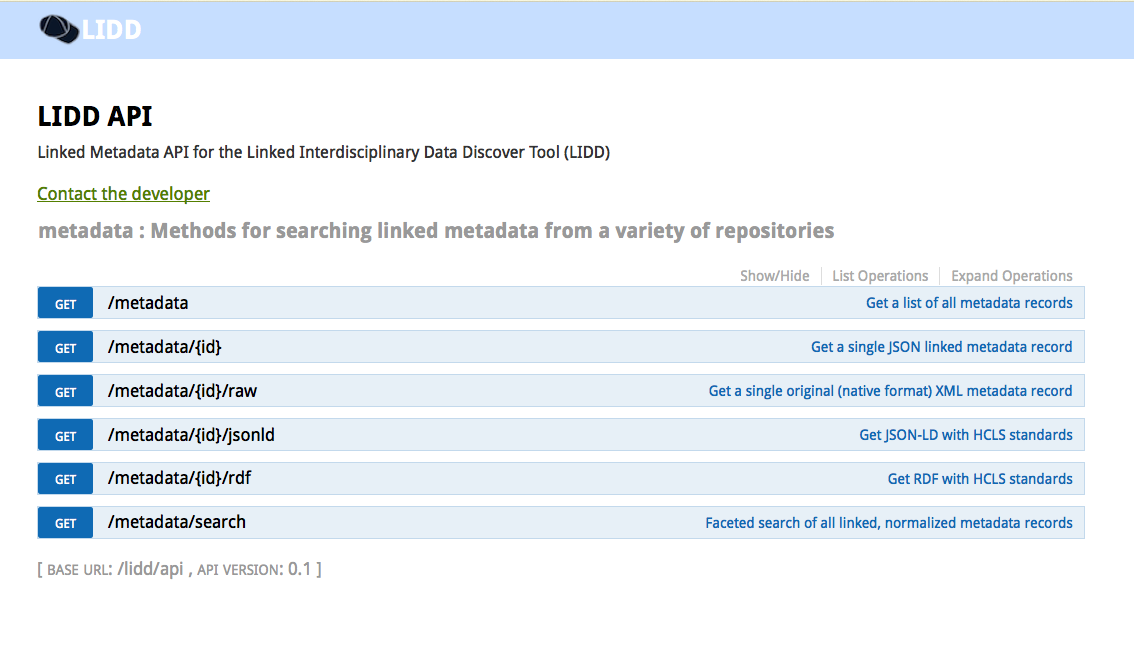 LIDD
LIDD API
Linked Metadata API for the Linked Interdisciplinary Data Discover Tool (LIDD)
Contact the developer
metadata : Methods for searching linked metadata from a variety of repositories
Show/Hide List Operations Expand Operations
GET /metadata Get a list of all metadata records
GET /metadata/{id} Get a single JSON linked metadata record
GET /metadata/{id}/raw Get a single original (native format) XML metadata record
GET /metadata/{id}/jsonld Get JSON-LD with HCLS standards
GET /metadata/{id}/rdf Get RDF with HCLS standards
GET /metadata/search Faceted search of all linked, normalized metadata records
[ BASE URL: /lidd/api , API VERSION: 0.1 ]